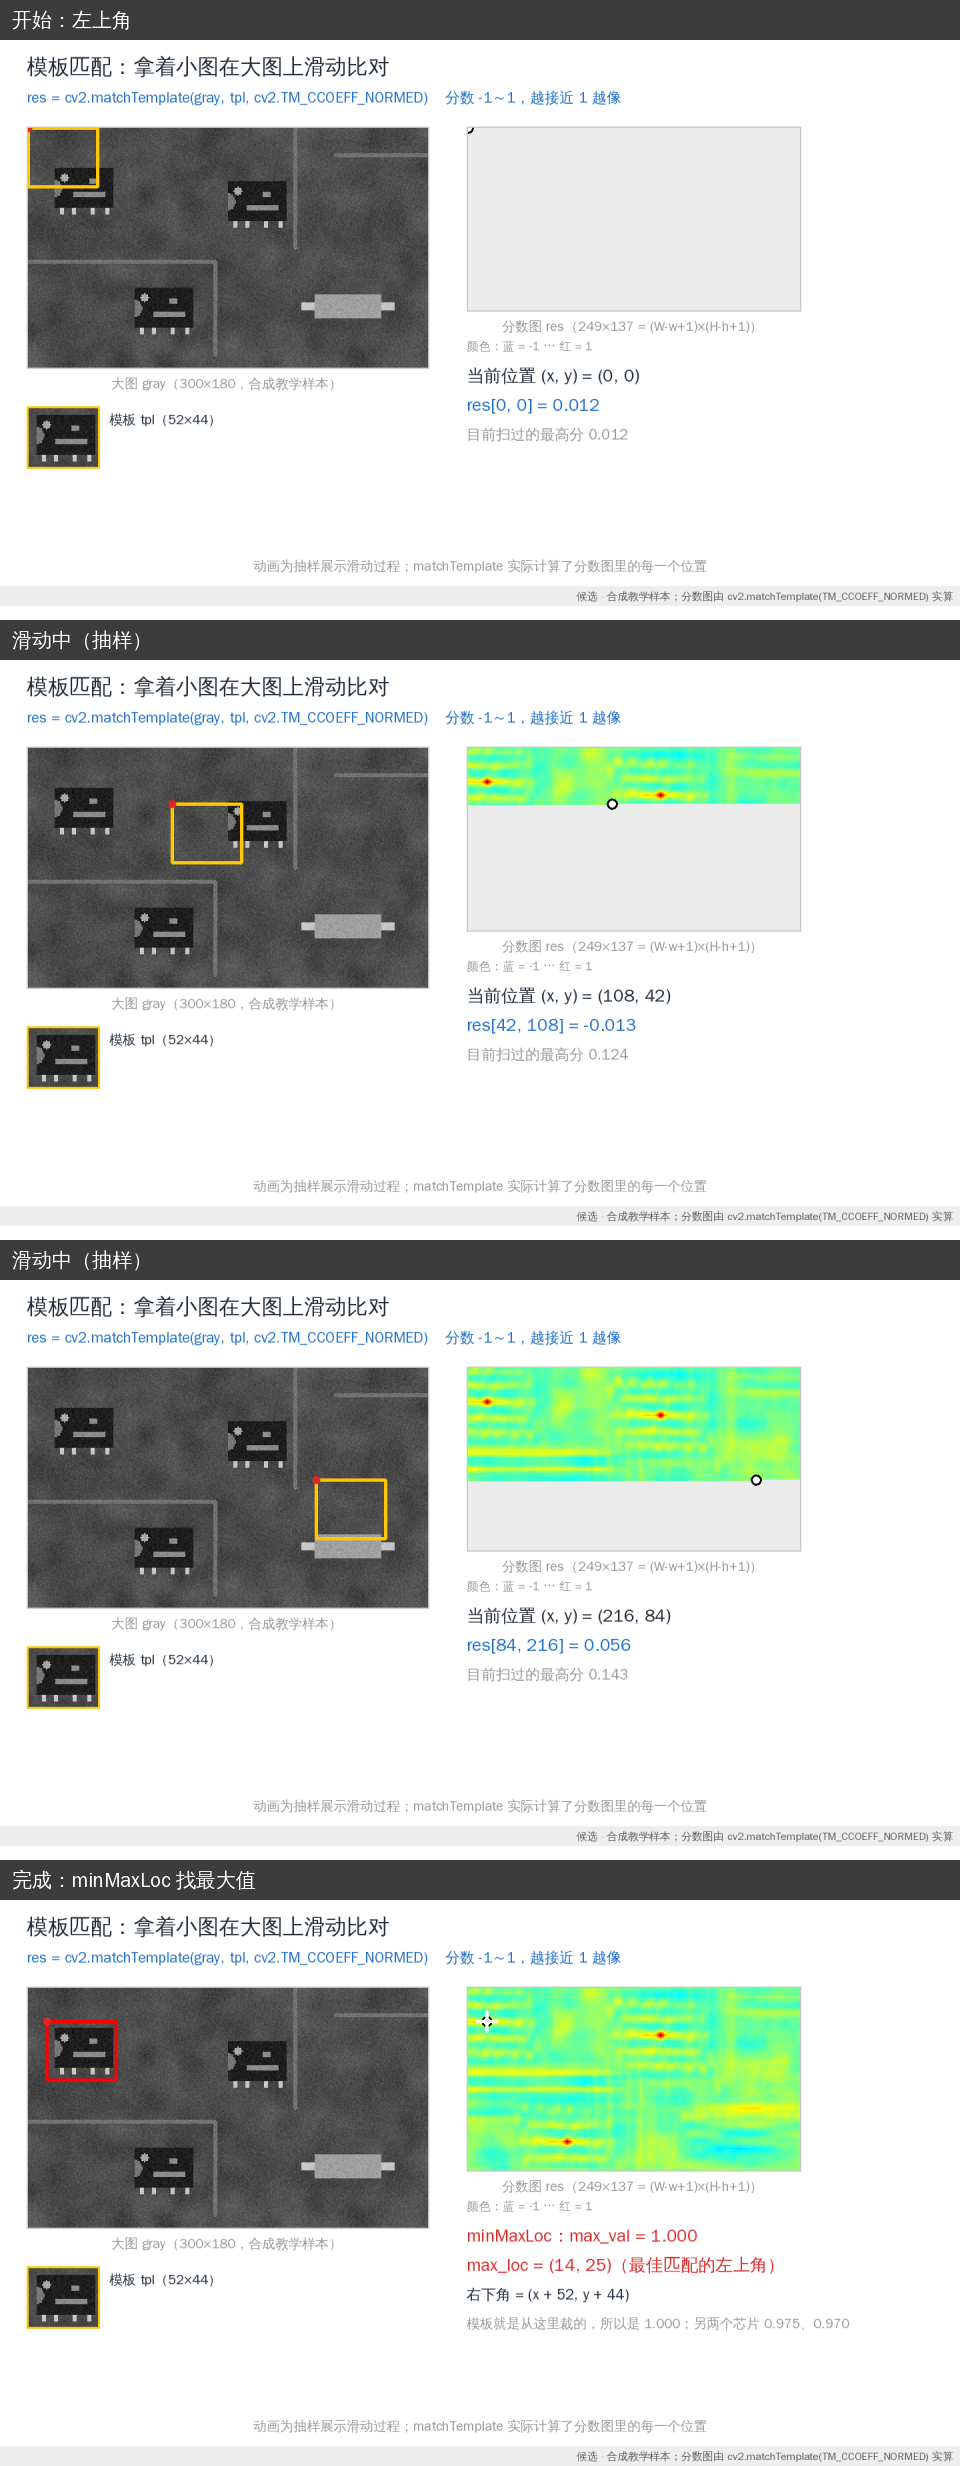 开始：左上角
模板匹配：拿着小图在大图上滑动比对
res = cv2.matchTemplate(gray, tpl, cv2.TM_CCOEFF_NORMED)　分数 -1～1，越接近 1 越像
大图 gray（300×180，合成教学样本）
模板 tpl（52×44）
分数图 res（249×137 = (W-w+1)×(H-h+1)）
颜色：蓝 = -1 ··· 红 = 1
当前位置 (x, y) = (0, 0)
res[0, 0] = 0.012
目前扫过的最高分 0.012
动画为抽样展示滑动过程；matchTemplate 实际计算了分数图里的每一个位置
候选 · 合成教学样本；分数图由 cv2.matchTemplate(TM_CCOEFF_NORMED) 实算
滑动中（抽样）
模板匹配：拿着小图在大图上滑动比对
res = cv2.matchTemplate(gray, tpl, cv2.TM_CCOEFF_NORMED)　分数 -1～1，越接近 1 越像
大图 gray（300×180，合成教学样本）
模板 tpl（52×44）
分数图 res（249×137 = (W-w+1)×(H-h+1)）
颜色：蓝 = -1 ··· 红 = 1
当前位置 (x, y) = (108, 42)
res[42, 108] = -0.013
目前扫过的最高分 0.124
动画为抽样展示滑动过程；matchTemplate 实际计算了分数图里的每一个位置
候选 · 合成教学样本；分数图由 cv2.matchTemplate(TM_CCOEFF_NORMED) 实算
滑动中（抽样）
模板匹配：拿着小图在大图上滑动比对
res = cv2.matchTemplate(gray, tpl, cv2.TM_CCOEFF_NORMED)　分数 -1～1，越接近 1 越像
大图 gray（300×180，合成教学样本）
模板 tpl（52×44）
分数图 res（249×137 = (W-w+1)×(H-h+1)）
颜色：蓝 = -1 ··· 红 = 1
当前位置 (x, y) = (216, 84)
res[84, 216] = 0.056
目前扫过的最高分 0.143
动画为抽样展示滑动过程；matchTemplate 实际计算了分数图里的每一个位置
候选 · 合成教学样本；分数图由 cv2.matchTemplate(TM_CCOEFF_NORMED) 实算
完成：minMaxLoc 找最大值
模板匹配：拿着小图在大图上滑动比对
res = cv2.matchTemplate(gray, tpl, cv2.TM_CCOEFF_NORMED)　分数 -1～1，越接近 1 越像
大图 gray（300×180，合成教学样本）
模板 tpl（52×44）
分数图 res（249×137 = (W-w+1)×(H-h+1)）
颜色：蓝 = -1 ··· 红 = 1
minMaxLoc：max_val = 1.000
max_loc = (14, 25)（最佳匹配的左上角）
右下角 = (x + 52, y + 44)
模板就是从这里裁的，所以是 1.000；另两个芯片 0.975、0.970
动画为抽样展示滑动过程；matchTemplate 实际计算了分数图里的每一个位置
候选 · 合成教学样本；分数图由 cv2.matchTemplate(TM_CCOEFF_NORMED) 实算